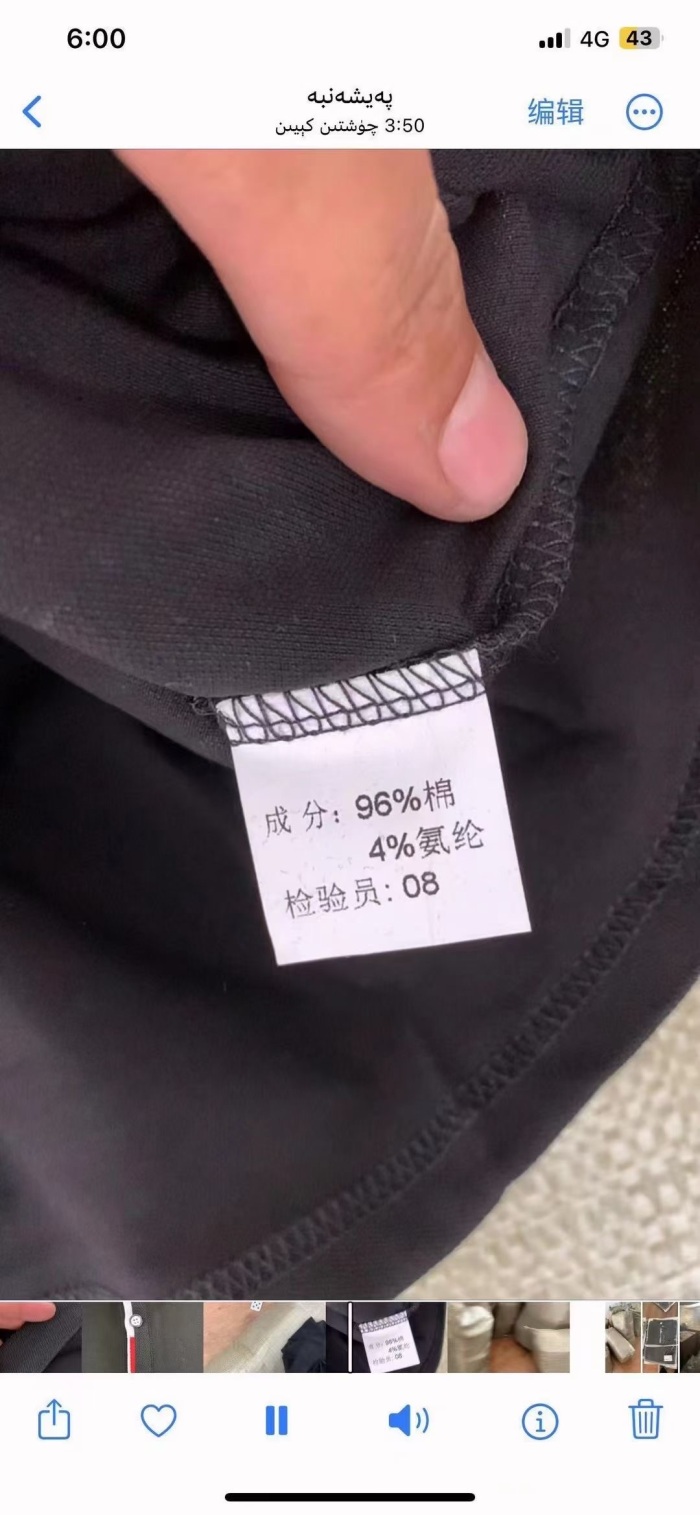 6:00
4G
43
پەيشەنبە
3:50 چۈشتىن كېيىن
编辑
成 分: 96%棉
4%氨纶
检验员: 08